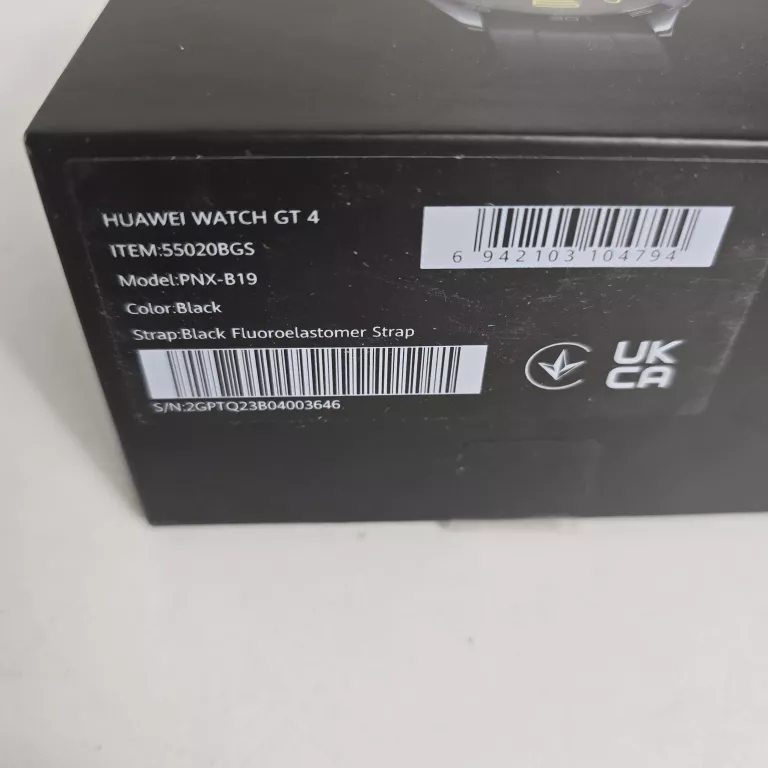 HUAWEI WATCH GT 4
ITEM:55020BGS
Model:PNX-B19
Color:Black
Strap:Black Fluoroelastomer Strap
S/N:2GPTQ23B04003646
6 942103 104794
UK
CA